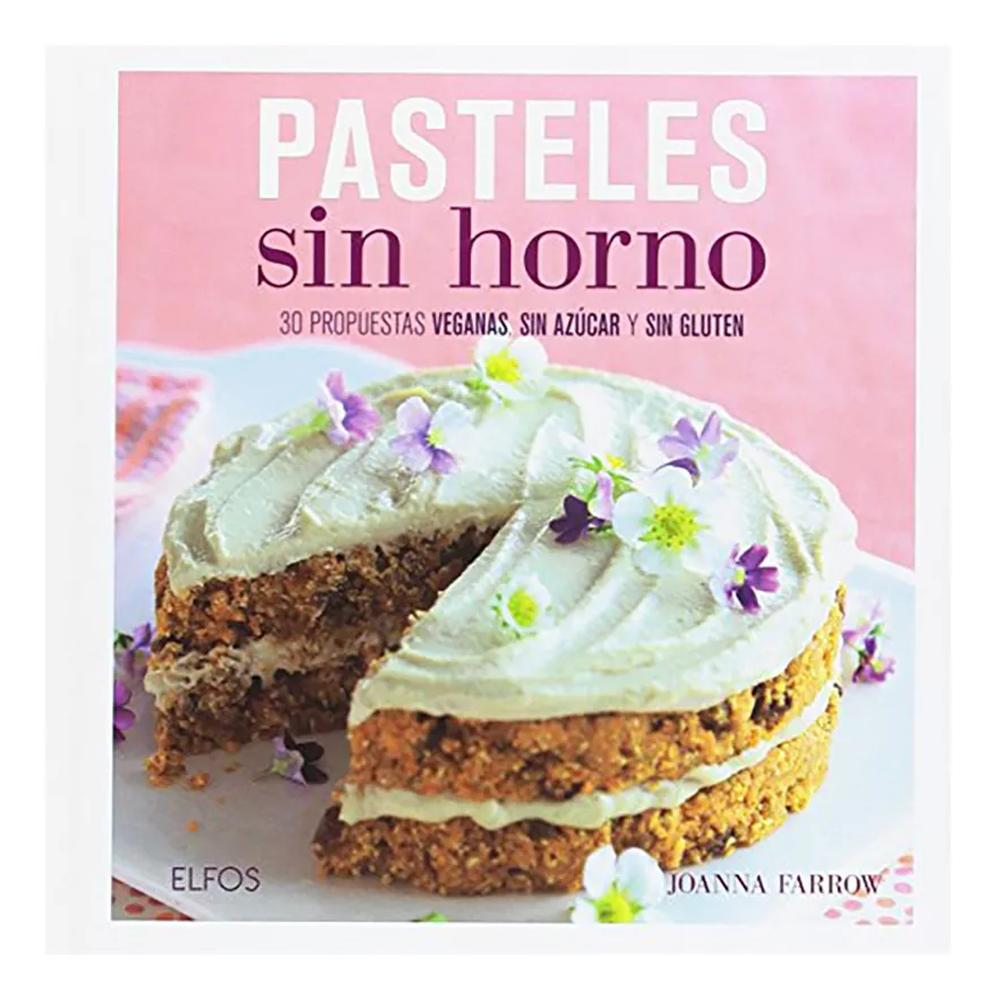 PASTELES
sin horno
30 PROPUESTAS VEGANAS, SIN AZÚCAR Y SIN GLUTEN
ELFOS
JOANNA FARROW